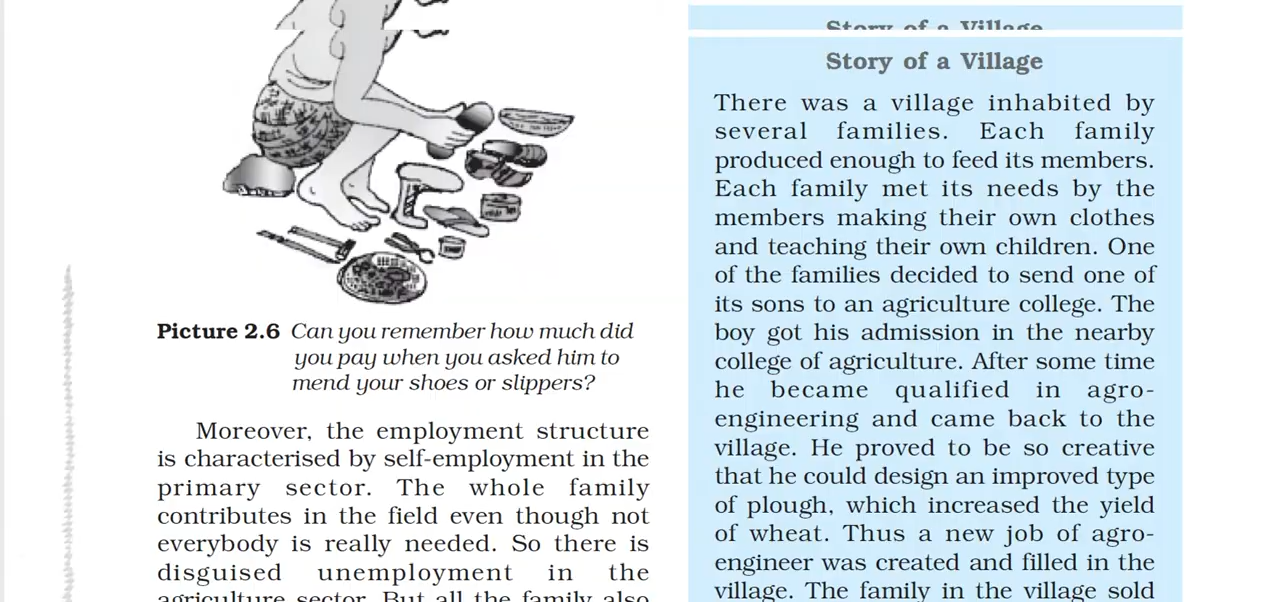 Picture 2.6 Can you remember how much did
you pay when you asked him to
mend your shoes or slippers?
Moreover, the employment structure
is characterised by self-employment in the
primary sector. The whole family
contributes in the field even though not
everybody is really needed. So there is
disguised unemployment in the
agriculture sector. But all the family also
Story of a Village
Story of a Village
There was a village inhabited by
several families. Each family
produced enough to feed its members.
Each family met its needs by the
members making their own clothes
and teaching their own children. One
of the families decided to send one of
its sons to an agriculture college. The
boy got his admission in the nearby
college of agriculture. After some time
he became qualified in agro-
engineering and came back to the
village. He proved to be so creative
that he could design an improved type
of plough, which increased the yield
of wheat. Thus a new job of agro-
engineer was created and filled in the
village. The family in the village sold